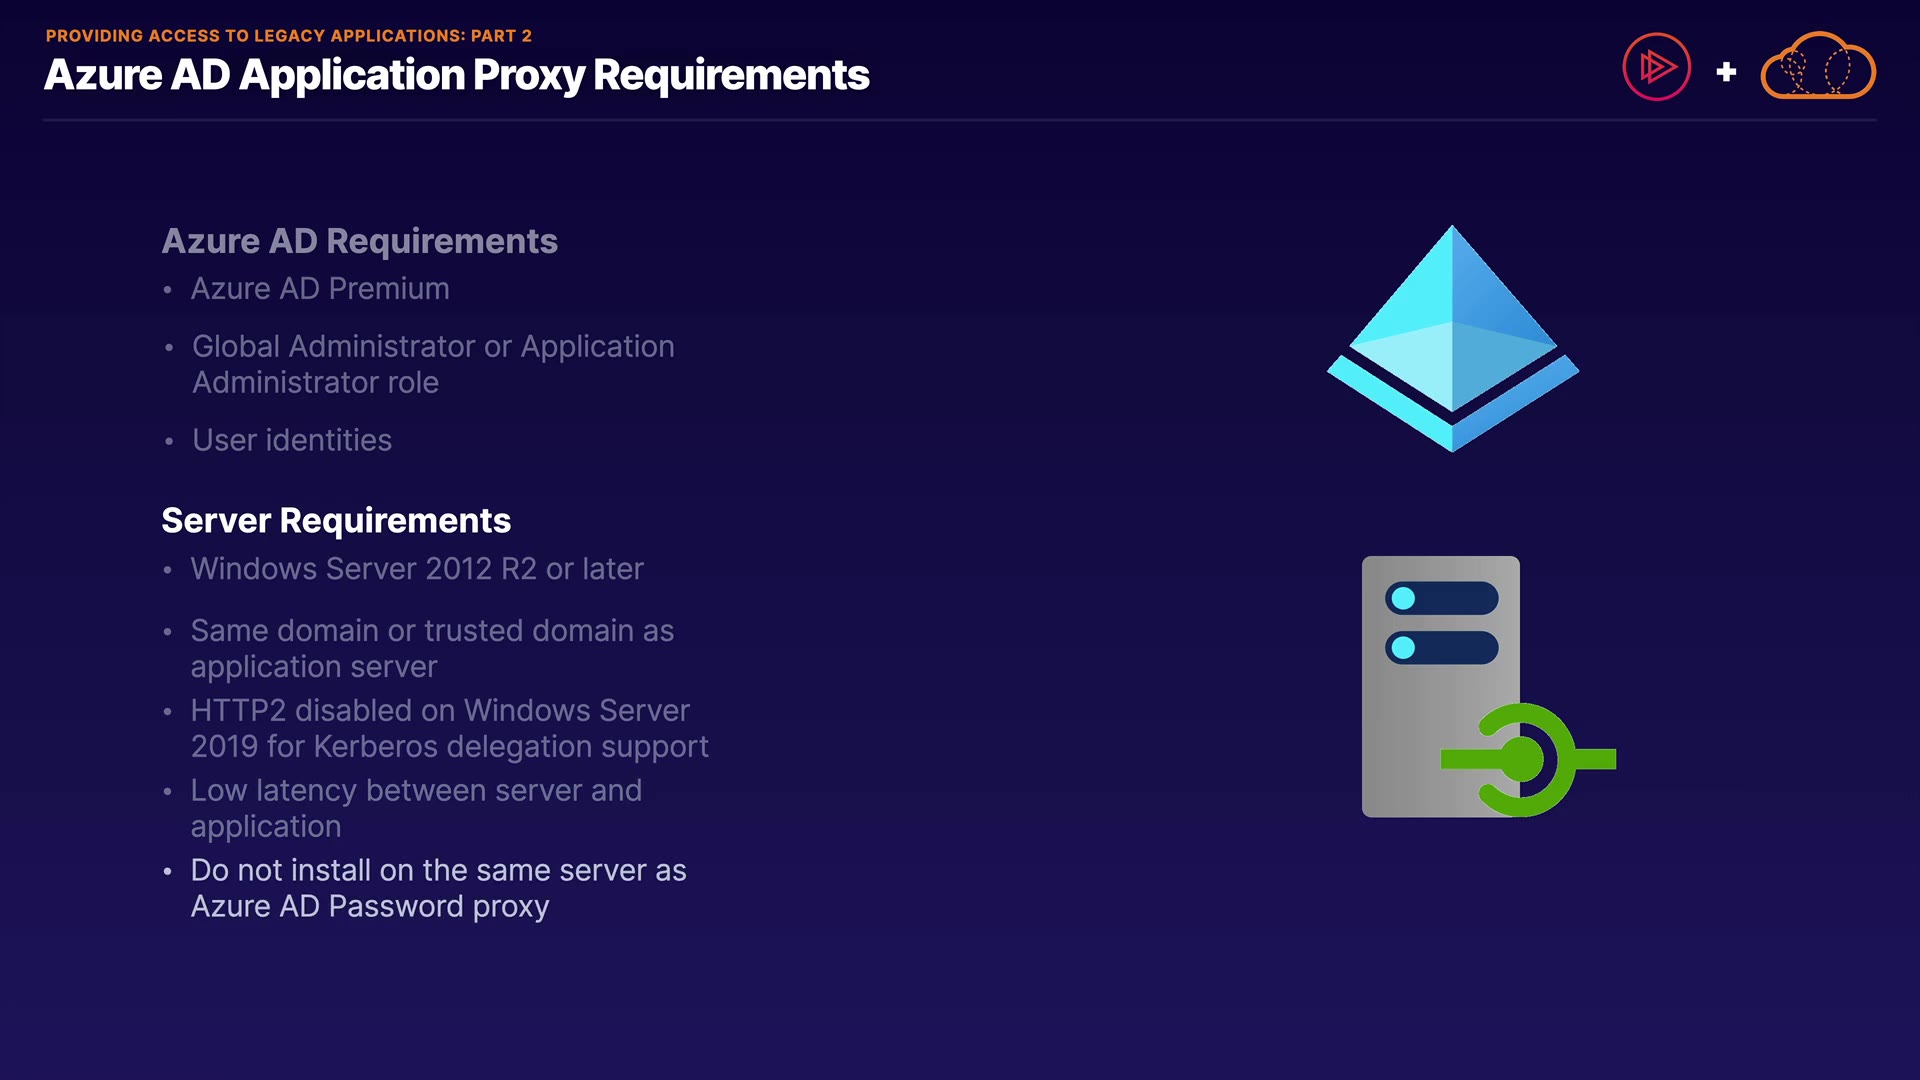 PROVIDING ACCESS TO LEGACY APPLICATIONS: PART 2
Azure AD Application Proxy Requirements
+
Azure AD Requirements
• Azure AD Premium
• Global Administrator or Application
Administrator role
• User identities
Server Requirements
• Windows Server 2012 R2 or later
• Same domain or trusted domain as
application server
• HTTP2 disabled on Windows Server
2019 for Kerberos delegation support
• Low latency between server and
application
• Do not install on the same server as
Azure AD Password proxy